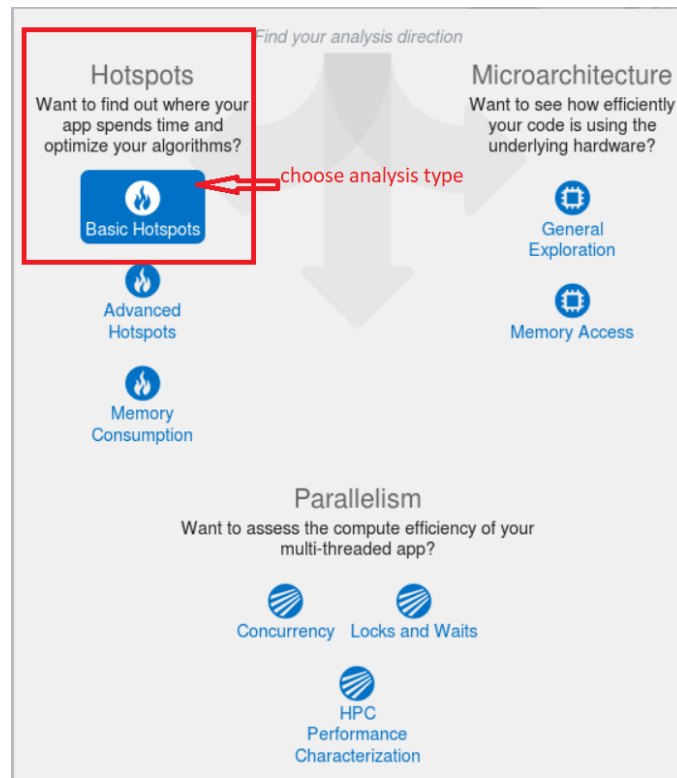 Find your analysis direction
Hotspots
Want to find out where your
app spends time and
optimize your algorithms?
choose analysis type
Basic Hotspots
Advanced
Hotspots
Memory
Consumption
Microarchitecture
Want to see how efficiently
your code is using the
underlying hardware?
General
Exploration
Memory Access
Parallelism
Want to assess the compute efficiency of your
multi-threaded app?
Concurrency
Locks and Waits
HPC
Performance
Characterization